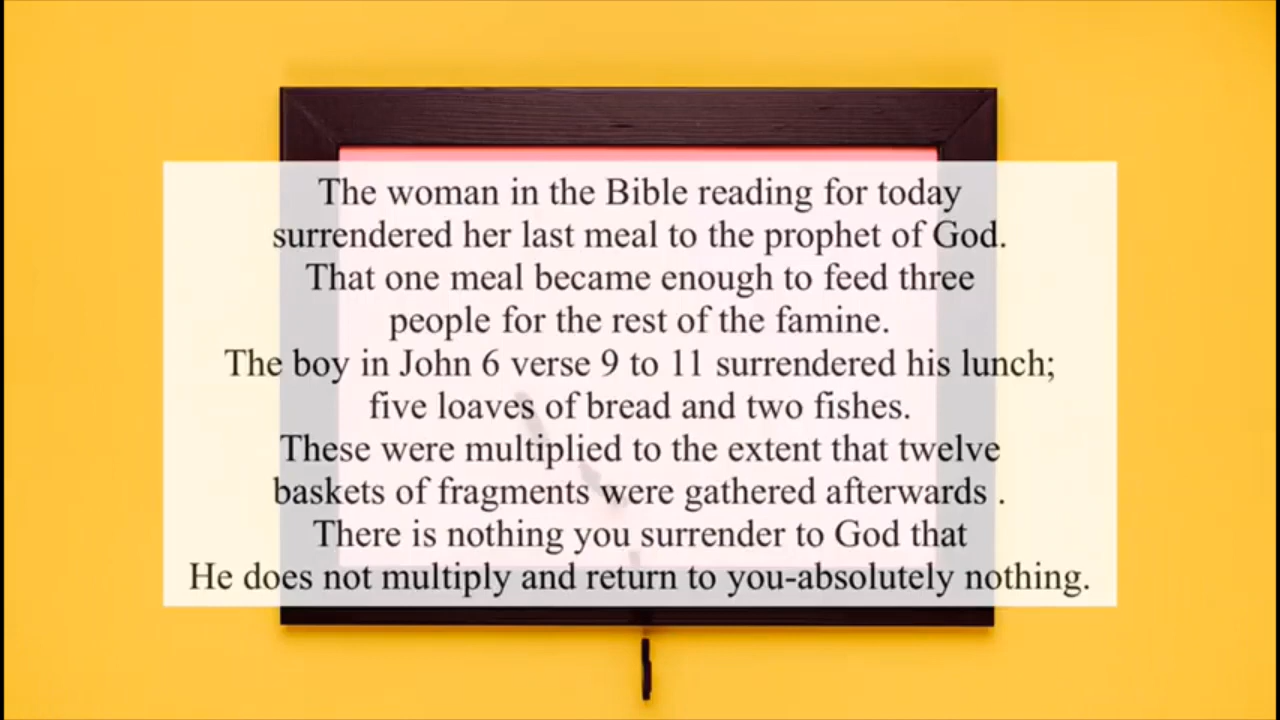 The woman in the Bible reading for today
surrendered her last meal to the prophet of God.
That one meal became enough to feed three
people for the rest of the famine.
The boy in John 6 verse 9 to 11 surrendered his lunch;
five loaves of bread and two fishes.
These were multiplied to the extent that twelve
baskets of fragments were gathered afterwards .
There is nothing you surrender to God that
He does not multiply and return to you-absolutely nothing.